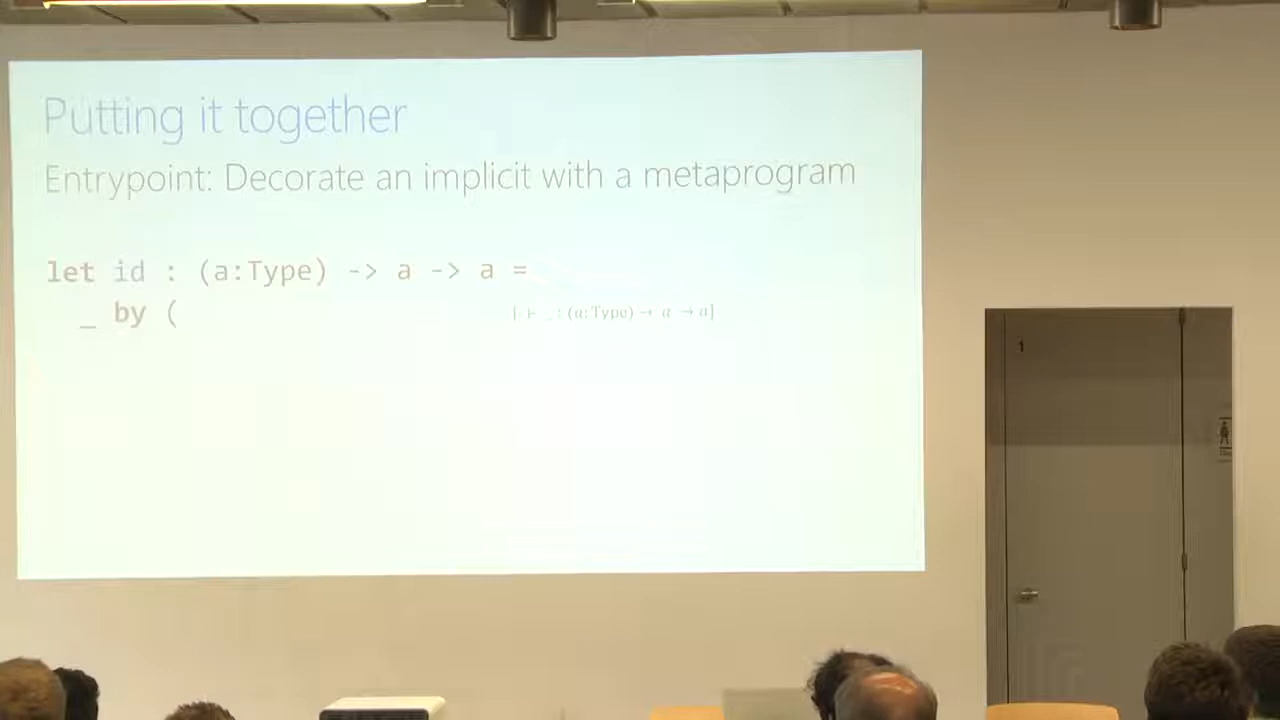 Putting it together
Entrypoint: Decorate an implicit with a metaprogram
let id : (a:Type) -> a -> a =
_ by (
[· ⊢ _ : (a:Type) → a → a]
1